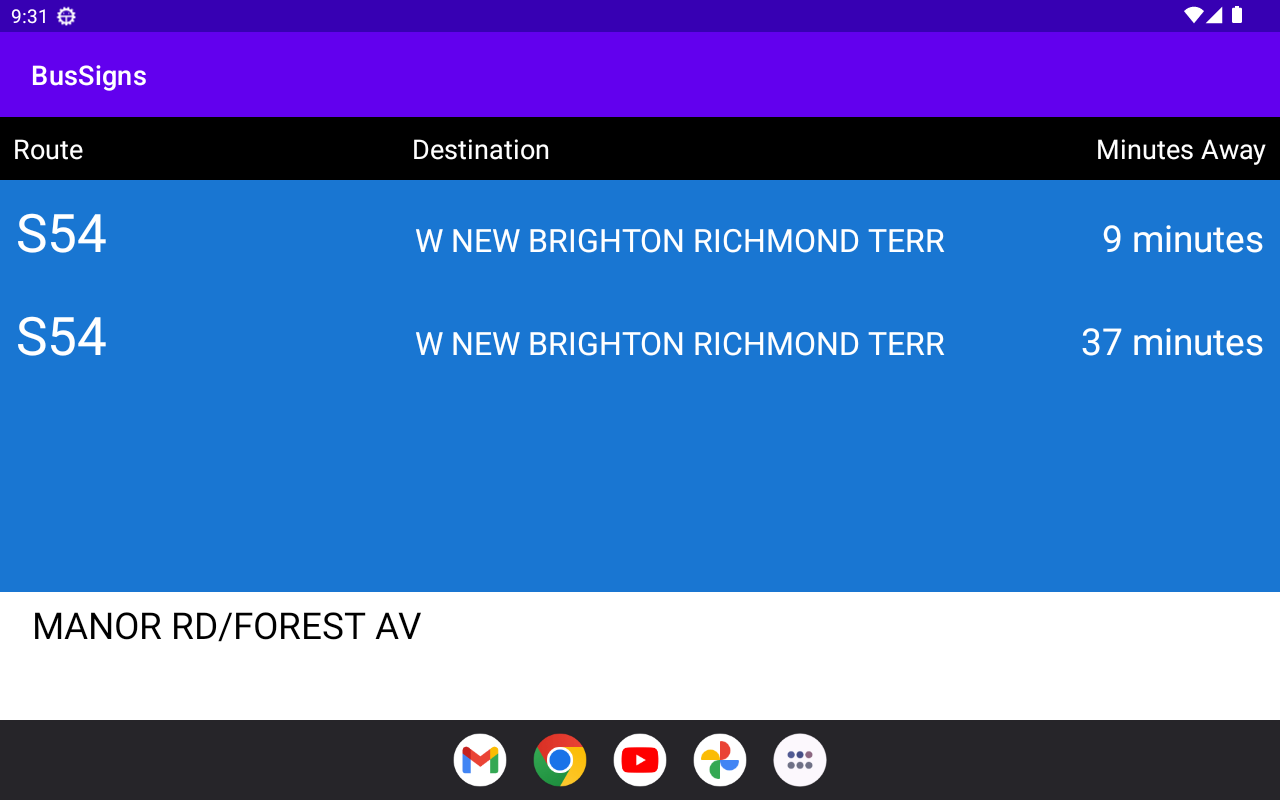 9:31
BusSigns
Route Destination Minutes Away
S54 W NEW BRIGHTON RICHMOND TERR 9 minutes
S54 W NEW BRIGHTON RICHMOND TERR 37 minutes
MANOR RD/FOREST AV